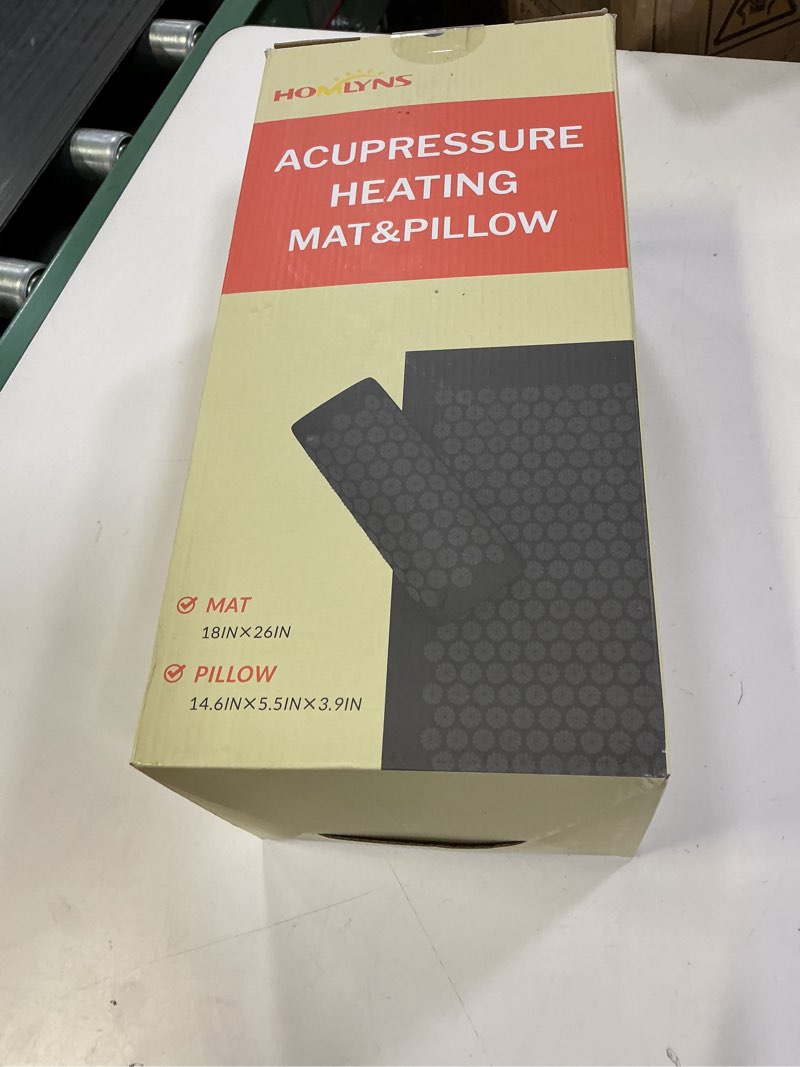 HOMLYNS
ACUPRESSURE
HEATING
MAT&PILLOW
MAT
18IN×26IN
PILLOW
14.6IN×5.5IN×3.9IN